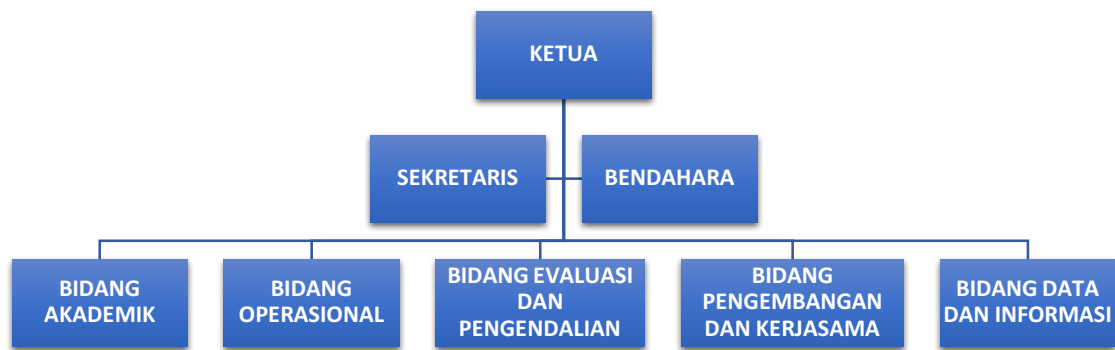 KETUA
SEKRETARIS
BENDAHARA
BIDANG
AKADEMIK
BIDANG
OPERASIONAL
BIDANG EVALUASI
DAN
PENGENDALIAN
BIDANG
PENGEMBANGAN
DAN KERJASAMA
BIDANG DATA
DAN INFORMASI